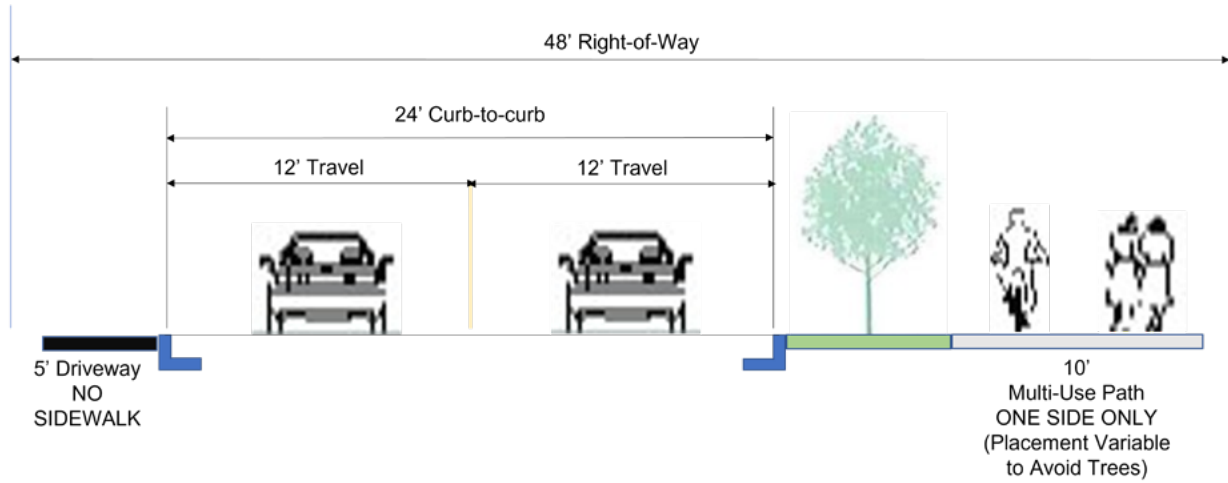 48’ Right-of-Way
24’ Curb-to-curb
12’ Travel
12’ Travel
5’ Driveway
NO
SIDEWALK
10’
Multi-Use Path
ONE SIDE ONLY
(Placement Variable
to Avoid Trees)